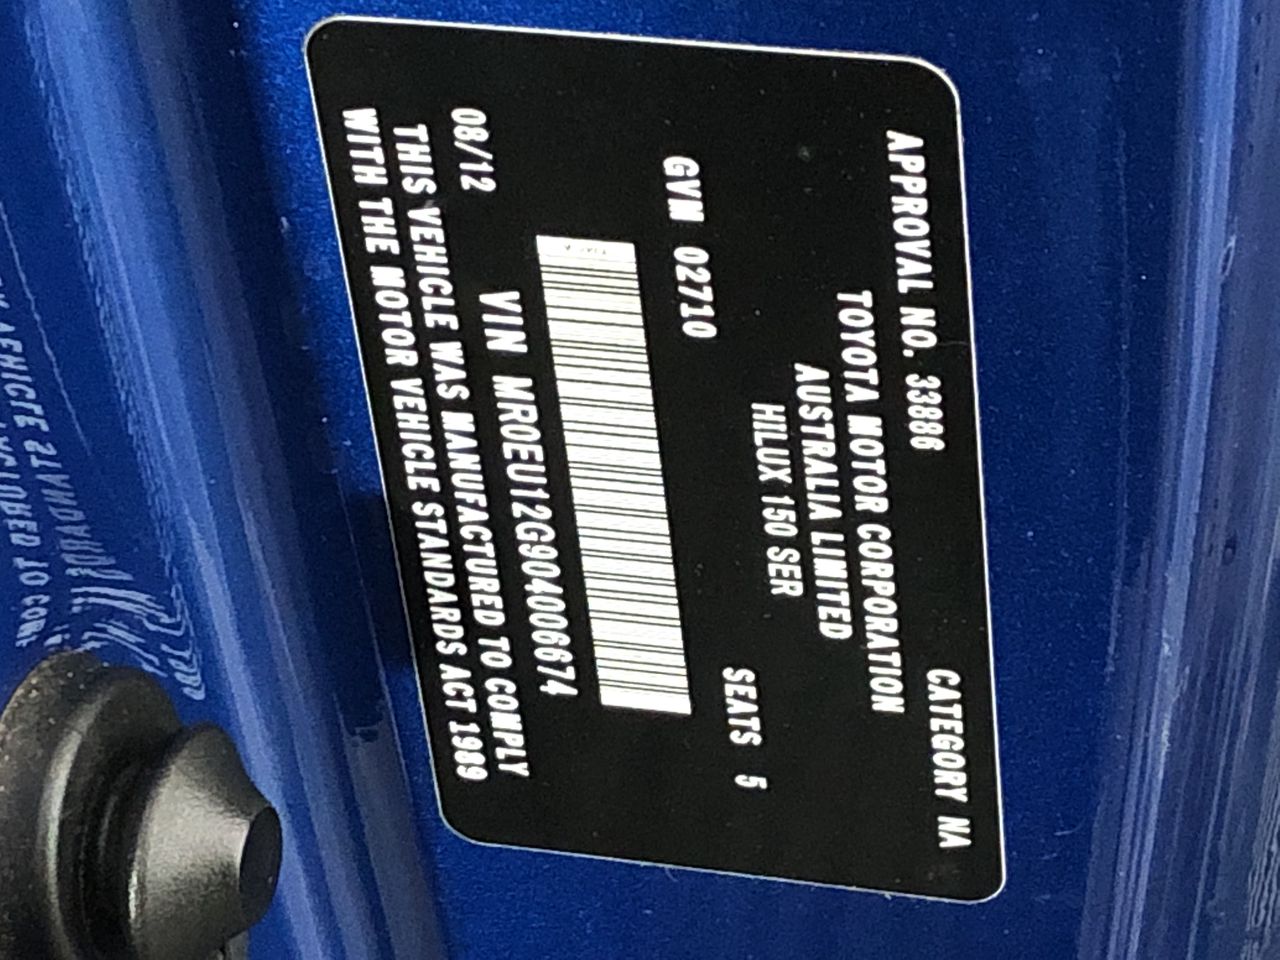 APPROVAL NO. 33886 CATEGORY NA
TOYOTA MOTOR CORPORATION
AUSTRALIA LIMITED
HILUX 150 SER
GVM 02710 SEATS 5
VIN MR0EU12G904006674
08/12
THIS VEHICLE WAS MANUFACTURED TO COMPLY
WITH THE MOTOR VEHICLE STANDARDS ACT 1989